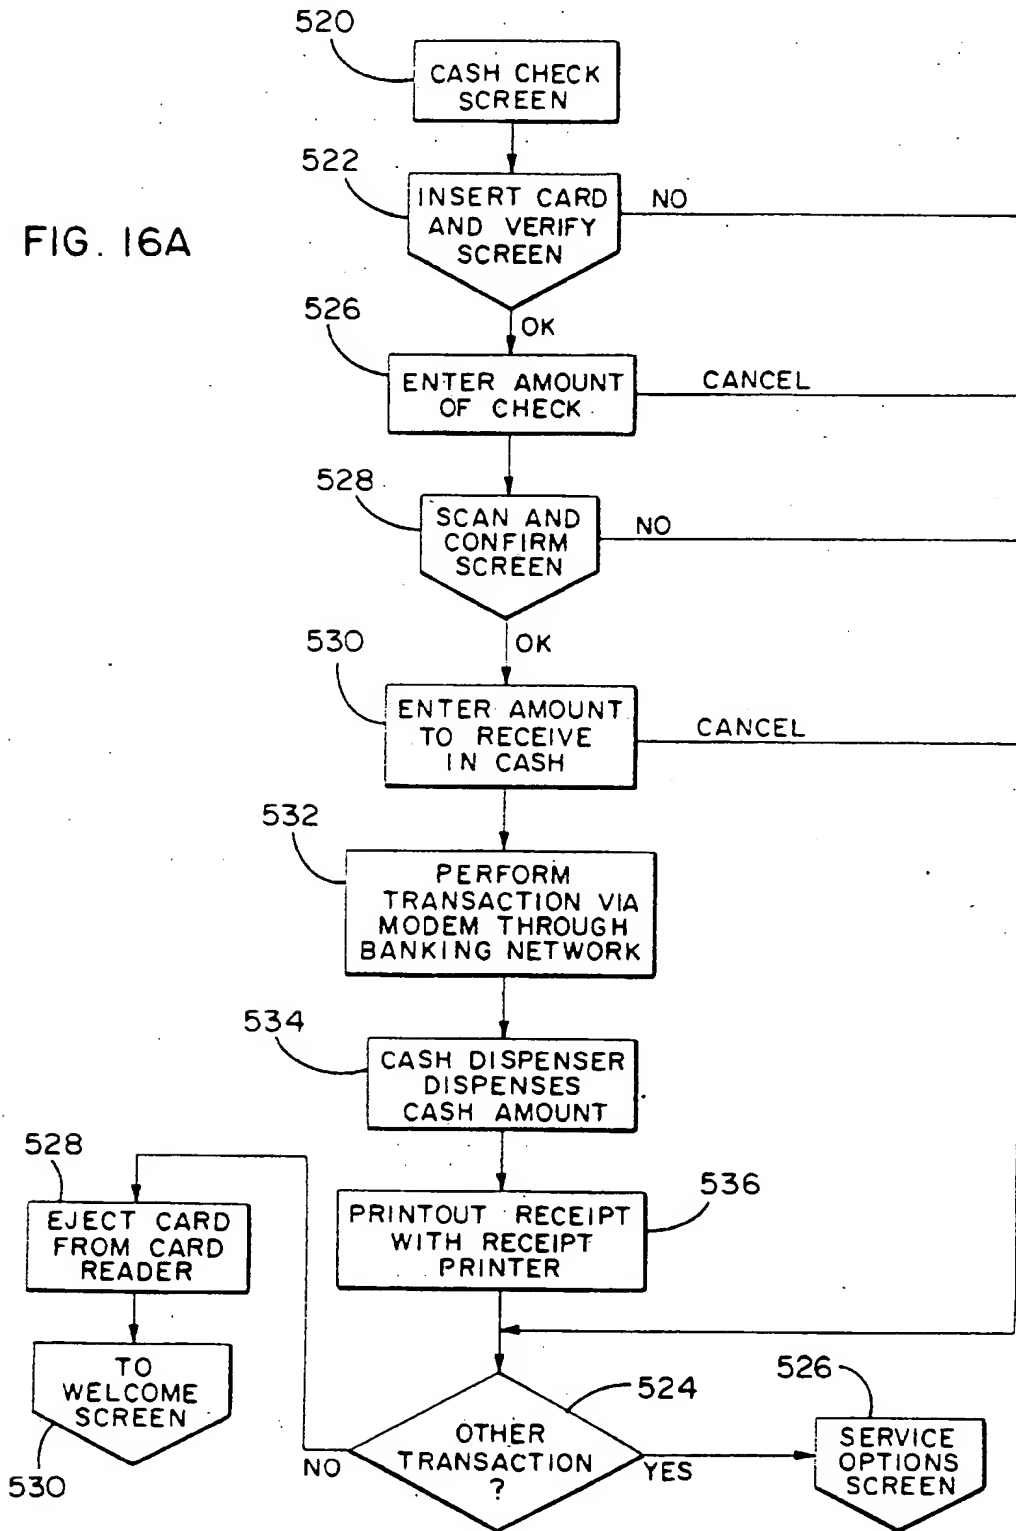 520
CASH CHECK
SCREEN
522
INSERT CARD
AND VERIFY
SCREEN
NO
FIG. 16A
OK
526
ENTER AMOUNT
OF CHECK
CANCEL
528
SCAN AND
CONFIRM
SCREEN
NO
OK
530
ENTER AMOUNT
TO RECEIVE
IN CASH
CANCEL
532
PERFORM
TRANSACTION VIA
MODEM THROUGH
BANKING NETWORK
534
CASH DISPENSER
DISPENSES
CASH AMOUNT
536
PRINTOUT RECEIPT
WITH RECEIPT
PRINTER
528
EJECT CARD
FROM CARD
READER
TO
WELCOME
SCREEN
530
524
OTHER
TRANSACTION
?
NO
YES
526
SERVICE
OPTIONS
SCREEN